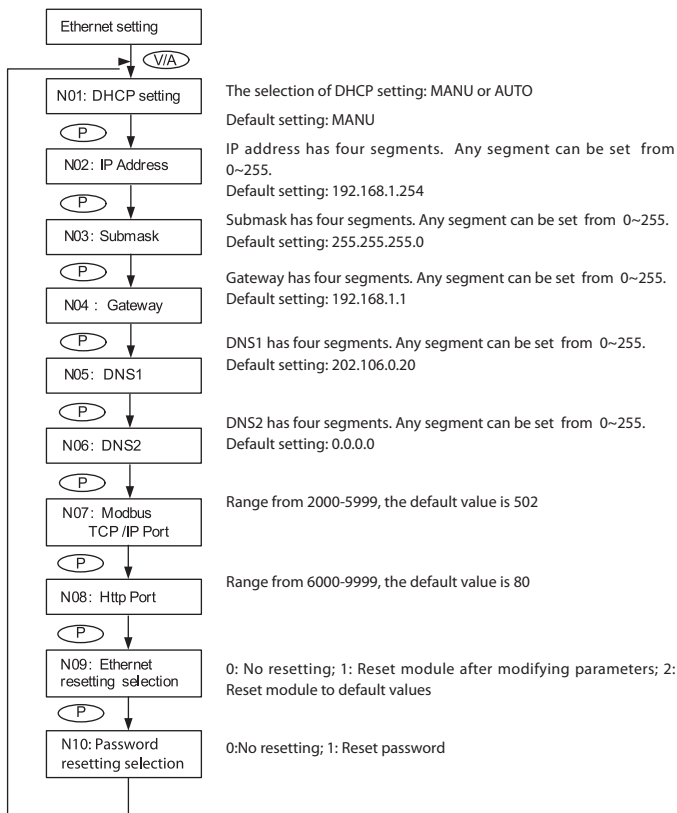 Ethernet setting
V/A
N01: DHCP setting
The selection of DHCP setting: MANU or AUTO
Default setting: MANU
P
N02: IP Address
IP address has four segments. Any segment can be set from
0~255.
Default setting: 192.168.1.254
P
N03: Submask
Submask has four segments. Any segment can be set from 0~255.
Default setting: 255.255.255.0
P
N04 : Gateway
Gateway has four segments. Any segment can be set from 0~255.
Default setting: 192.168.1.1
P
N05: DNS1
DNS1 has four segments. Any segment can be set from 0~255.
Default setting: 202.106.0.20
P
N06: DNS2
DNS2 has four segments. Any segment can be set from 0~255.
Default setting: 0.0.0.0
P
N07: Modbus
TCP /IP Port
Range from 2000-5999, the default value is 502
P
N08: Http Port
Range from 6000-9999, the default value is 80
P
N09: Ethernet
resetting selection
0: No resetting; 1: Reset module after modifying parameters; 2:
Reset module to default values
P
N10: Password
resetting selection
0:No resetting; 1: Reset password